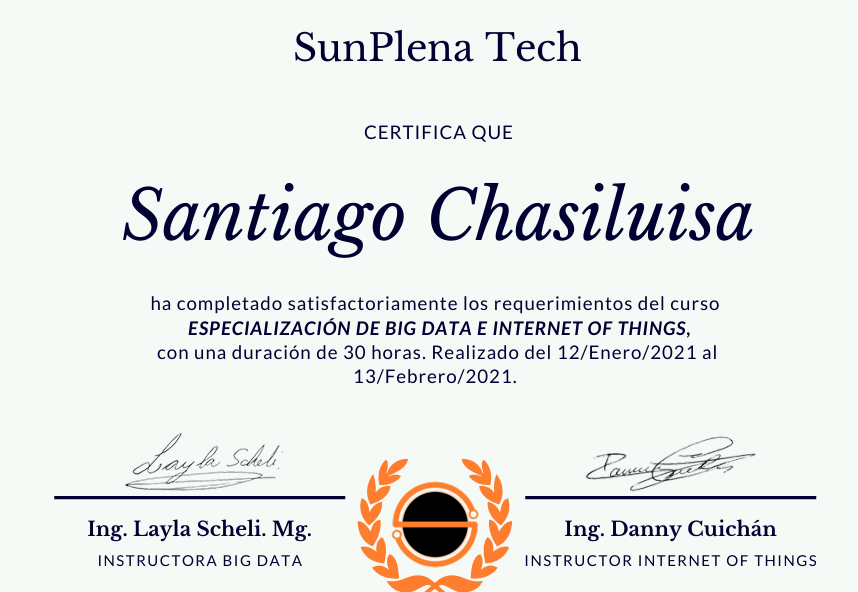 SunPlena Tech
CERTIFICA QUE
Santiago Chasiluisa
ha completado satisfactoriamente los requerimientos del curso
ESPECIALIZACIÓN DE BIG DATA E INTERNET OF THINGS,
con una duración de 30 horas. Realizado del 12/Enero/2021 al
13/Febrero/2021.
Layla Scheli.
Ing. Layla Scheli. Mg.
INSTRUCTORA BIG DATA
Ing. Danny Cuichán
INSTRUCTOR INTERNET OF THINGS